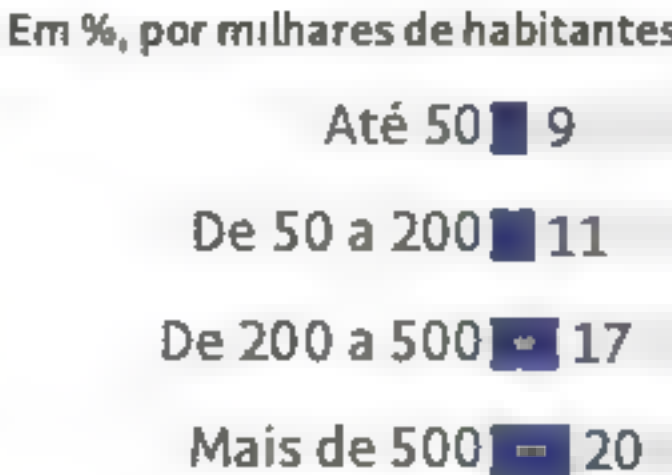 Em %, por milhares de habitantes
Até 50 9
De 50 a 200 11
De 200 a 500 17
Mais de 500 20